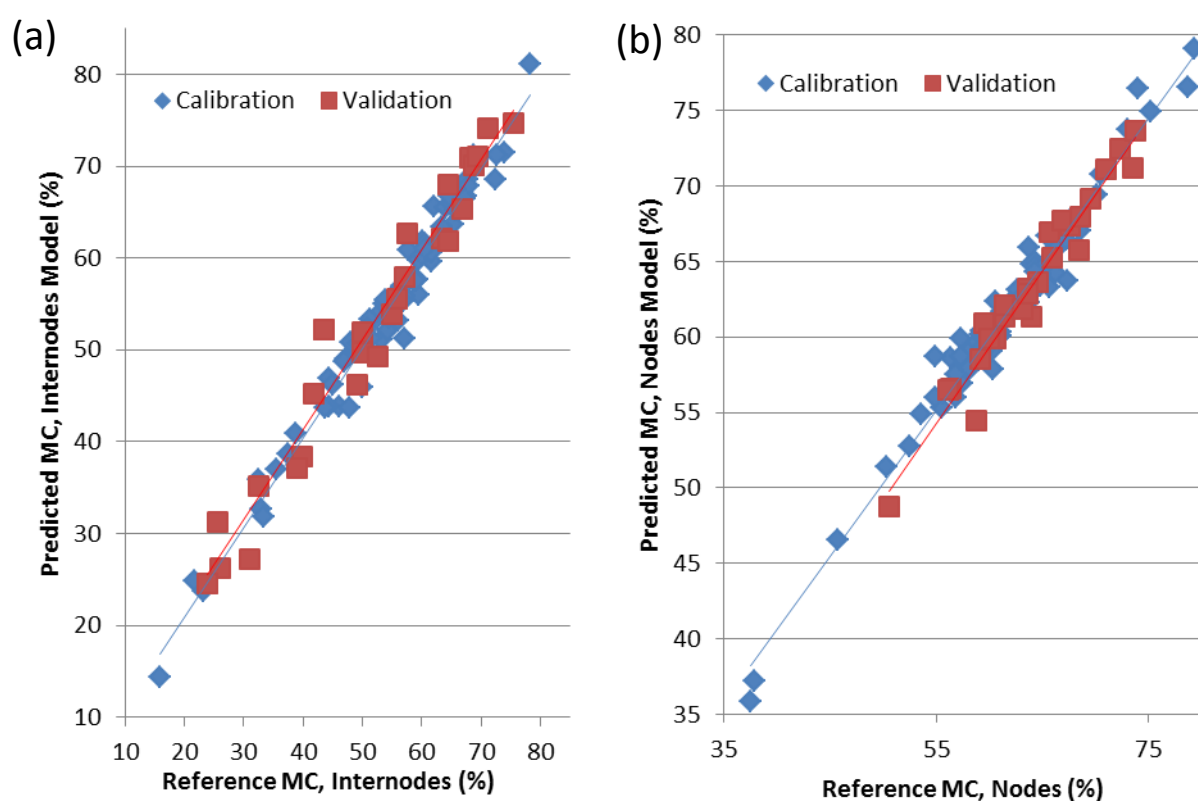 (a)
Predicted MC, Internodes Model (%)
80
70
60
50
40
30
20
10
Calibration Validation
10 20 30 40 50 60 70 80
Reference MC, Internodes (%)
(b)
Predicted MC, Nodes Model (%)
80
75
70
65
60
55
50
45
40
35
Calibration Validation
35 55 75
Reference MC, Nodes (%)